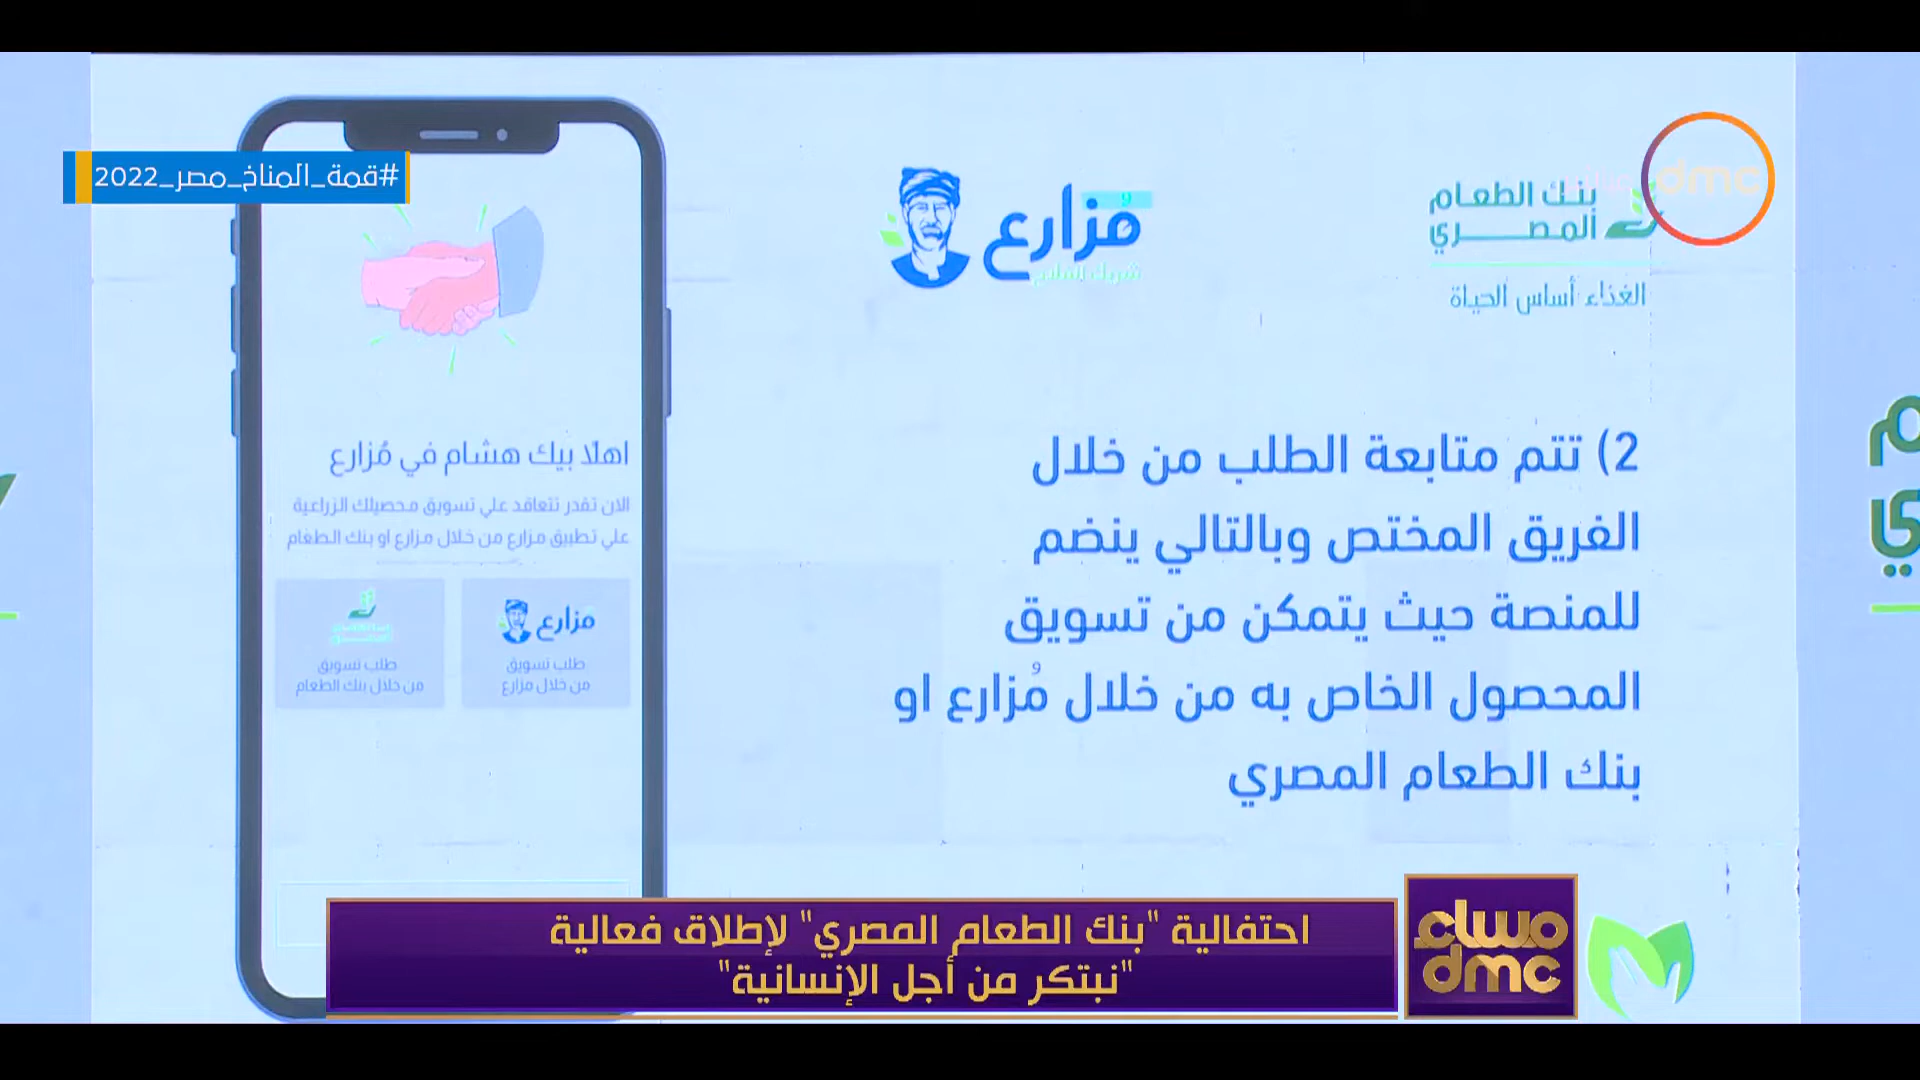 #قمة_المناخ_مصر_2022
dmc
بنك الطعام
المصري
الغذاء أساس الحياة
مُزارع
شريك الفلاح
2) تتم متابعة الطلب من خلال
الفريق المختص وبالتالي ينضم
للمنصة حيث يتمكن من تسويق
المحصول الخاص به من خلال مُزارع او
بنك الطعام المصري
اهلا بيك هشام في مُزارع
الان تقدر تتعاقد علي تسويق محصيلك الزراعية
علي تطبيق مزارع من خلال مزارع او بنك الطعام
مزارع
طلب تسويق
من خلال مزارع
طلب تسويق
من خلال بنك الطعام
احتفالية "بنك الطعام المصري" لإطلاق فعالية
"نبتكر من أجل الإنسانية"
مساء
dmc